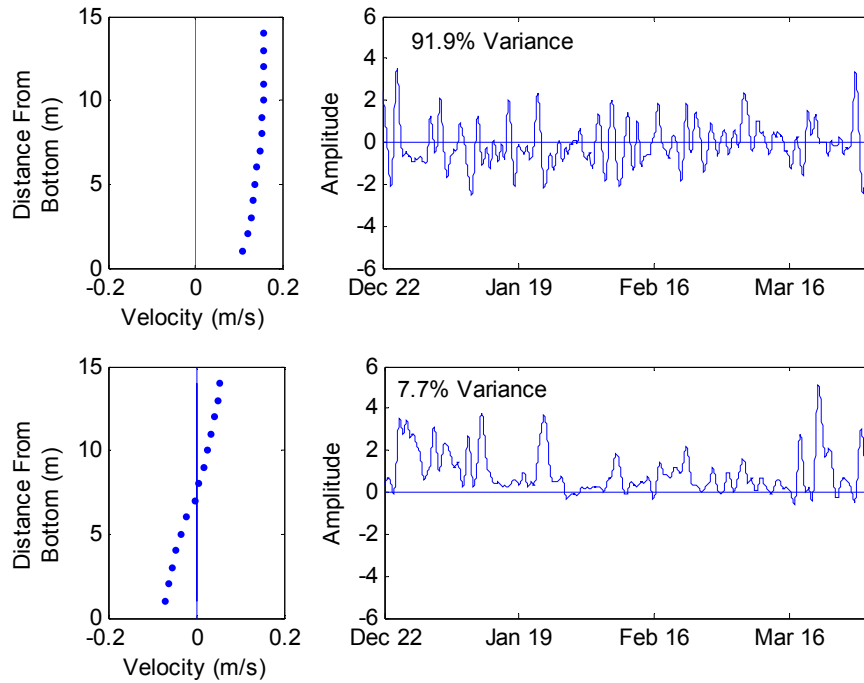 15
10
5
0
Distance From
Bottom (m)
-0.2
0
0.2
Velocity (m/s)
6
4
2
0
-2
-4
-6
Amplitude
91.9% Variance
Dec 22
Jan 19
Feb 16
Mar 16
15
10
5
0
Distance From
Bottom (m)
-0.2
0
0.2
Velocity (m/s)
6
4
2
0
-2
-4
-6
Amplitude
7.7% Variance
Dec 22
Jan 19
Feb 16
Mar 16